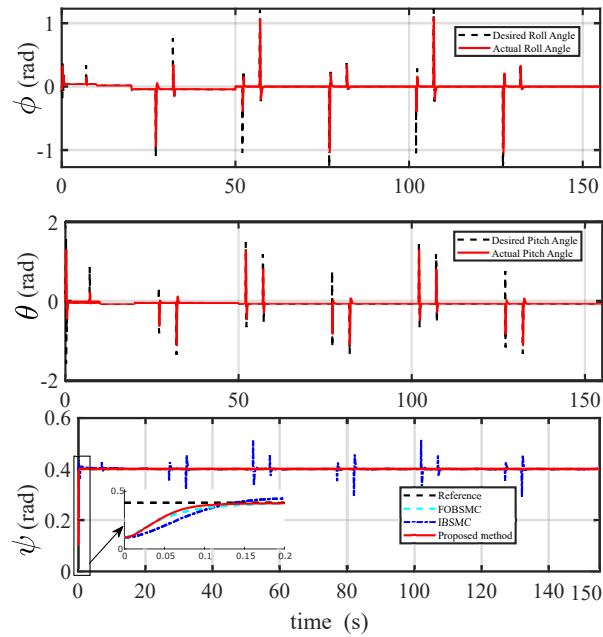 Desired Roll Angle
Actual Roll Angle
ϕ (rad)
1
0
-1
0 50 100 150
Desired Pitch Angle
Actual Pitch Angle
θ (rad)
2
0
-2
0 50 100 150
ψ (rad)
0.6
0.4
0.2
0
0.5
0
0 0.05 0.1 0.15 0.2
Reference
FOBSMC
IBSMC
Proposed method
0 20 40 60 80 100 120 140 150
time (s)